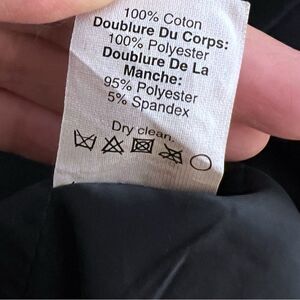 100% Coton
Doublure Du Corps:
100% Polyester
Doublure De La
Manche:
95% Polyester
5% Spandex
Dry clean.